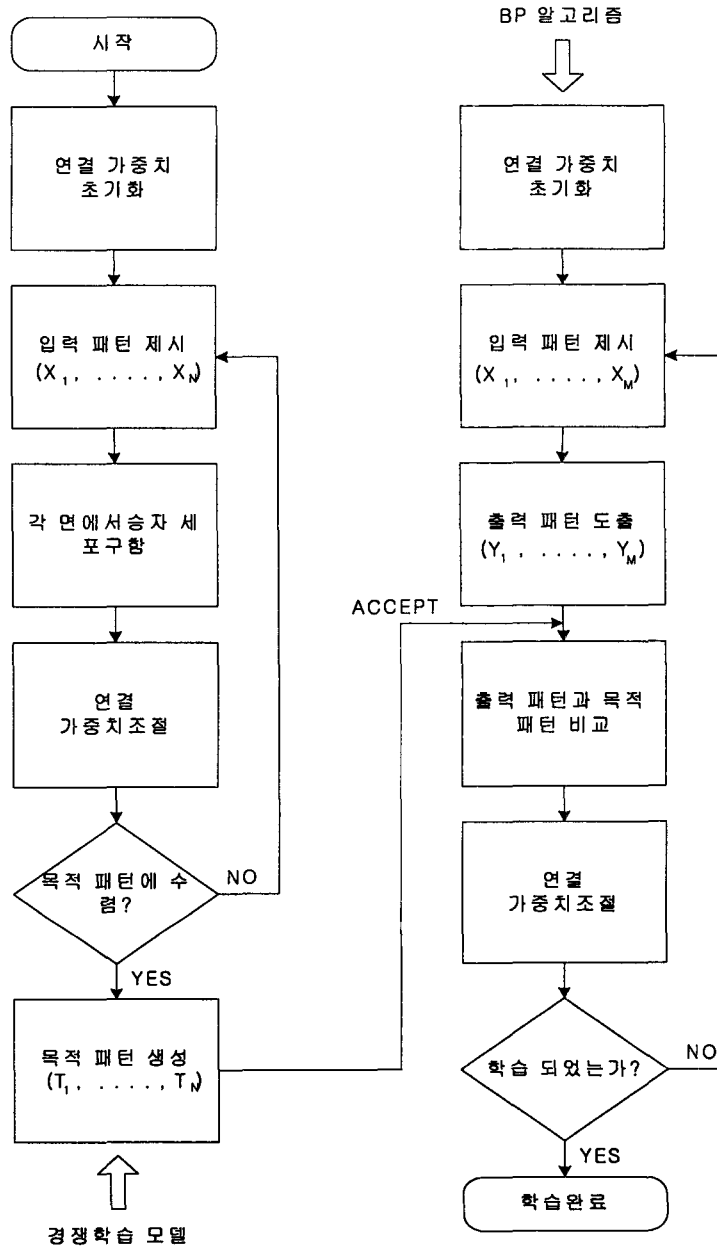 시작
연결 가중치
초기화
입력 패턴 제시
(X₁, . . . . ., X_N)
각 면에서승자 세
포구함
연결
가중치조절
목적 패턴에 수
렴?
NO
YES
목적 패턴 생성
(T₁, . . . . ., T_N)
경쟁학습 모델
BP 알고리즘
연결 가중치
초기화
입력 패턴 제시
(X₁, . . . . ., X_M)
출력 패턴 도출
(Y₁, . . . . ., Y_M)
ACCEPT
출력 패턴과 목적
패턴 비교
연결
가중치조절
학습 되었는가?
NO
YES
학습완료